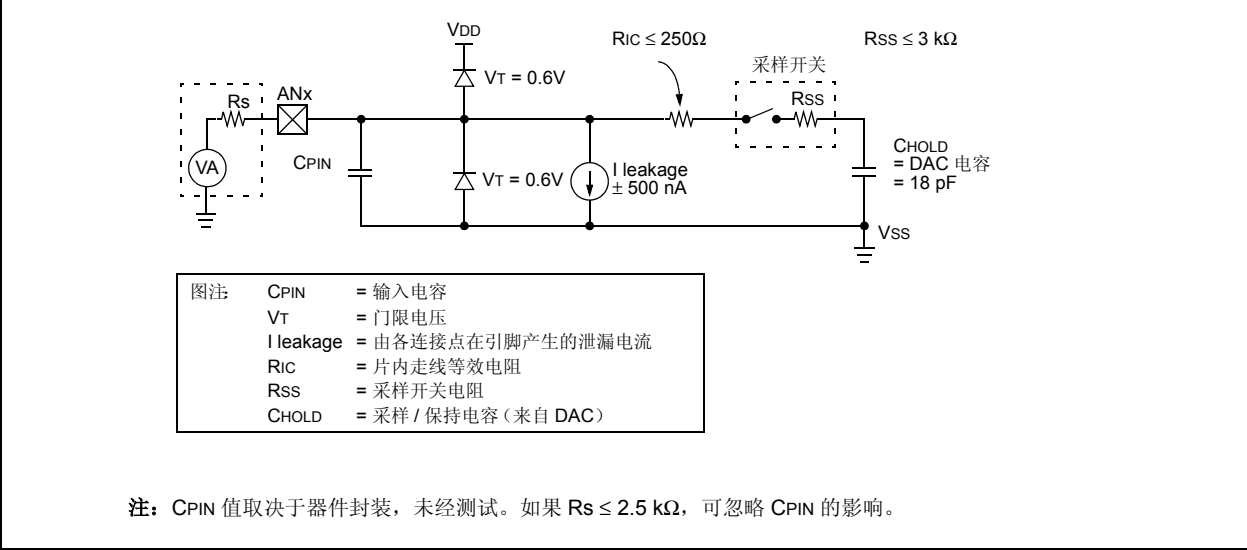 VDD
RIC ≤ 250Ω
RSS ≤ 3 kΩ
VT = 0.6V
采样开关
Rs
ANx
RSS
VA
CPIN
VT = 0.6V
I leakage
± 500 nA
CHOLD
= DAC 电容
= 18 pF
VSS
图注:
CPIN = 输入电容
VT = 门限电压
I leakage = 由各连接点在引脚产生的泄漏电流
RIC = 片内走线等效电阻
RSS = 采样开关电阻
CHOLD = 采样 / 保持电容（来自 DAC）
注：CPIN 值取决于器件封装，未经测试。如果 Rs ≤ 2.5 kΩ，可忽略 CPIN 的影响。